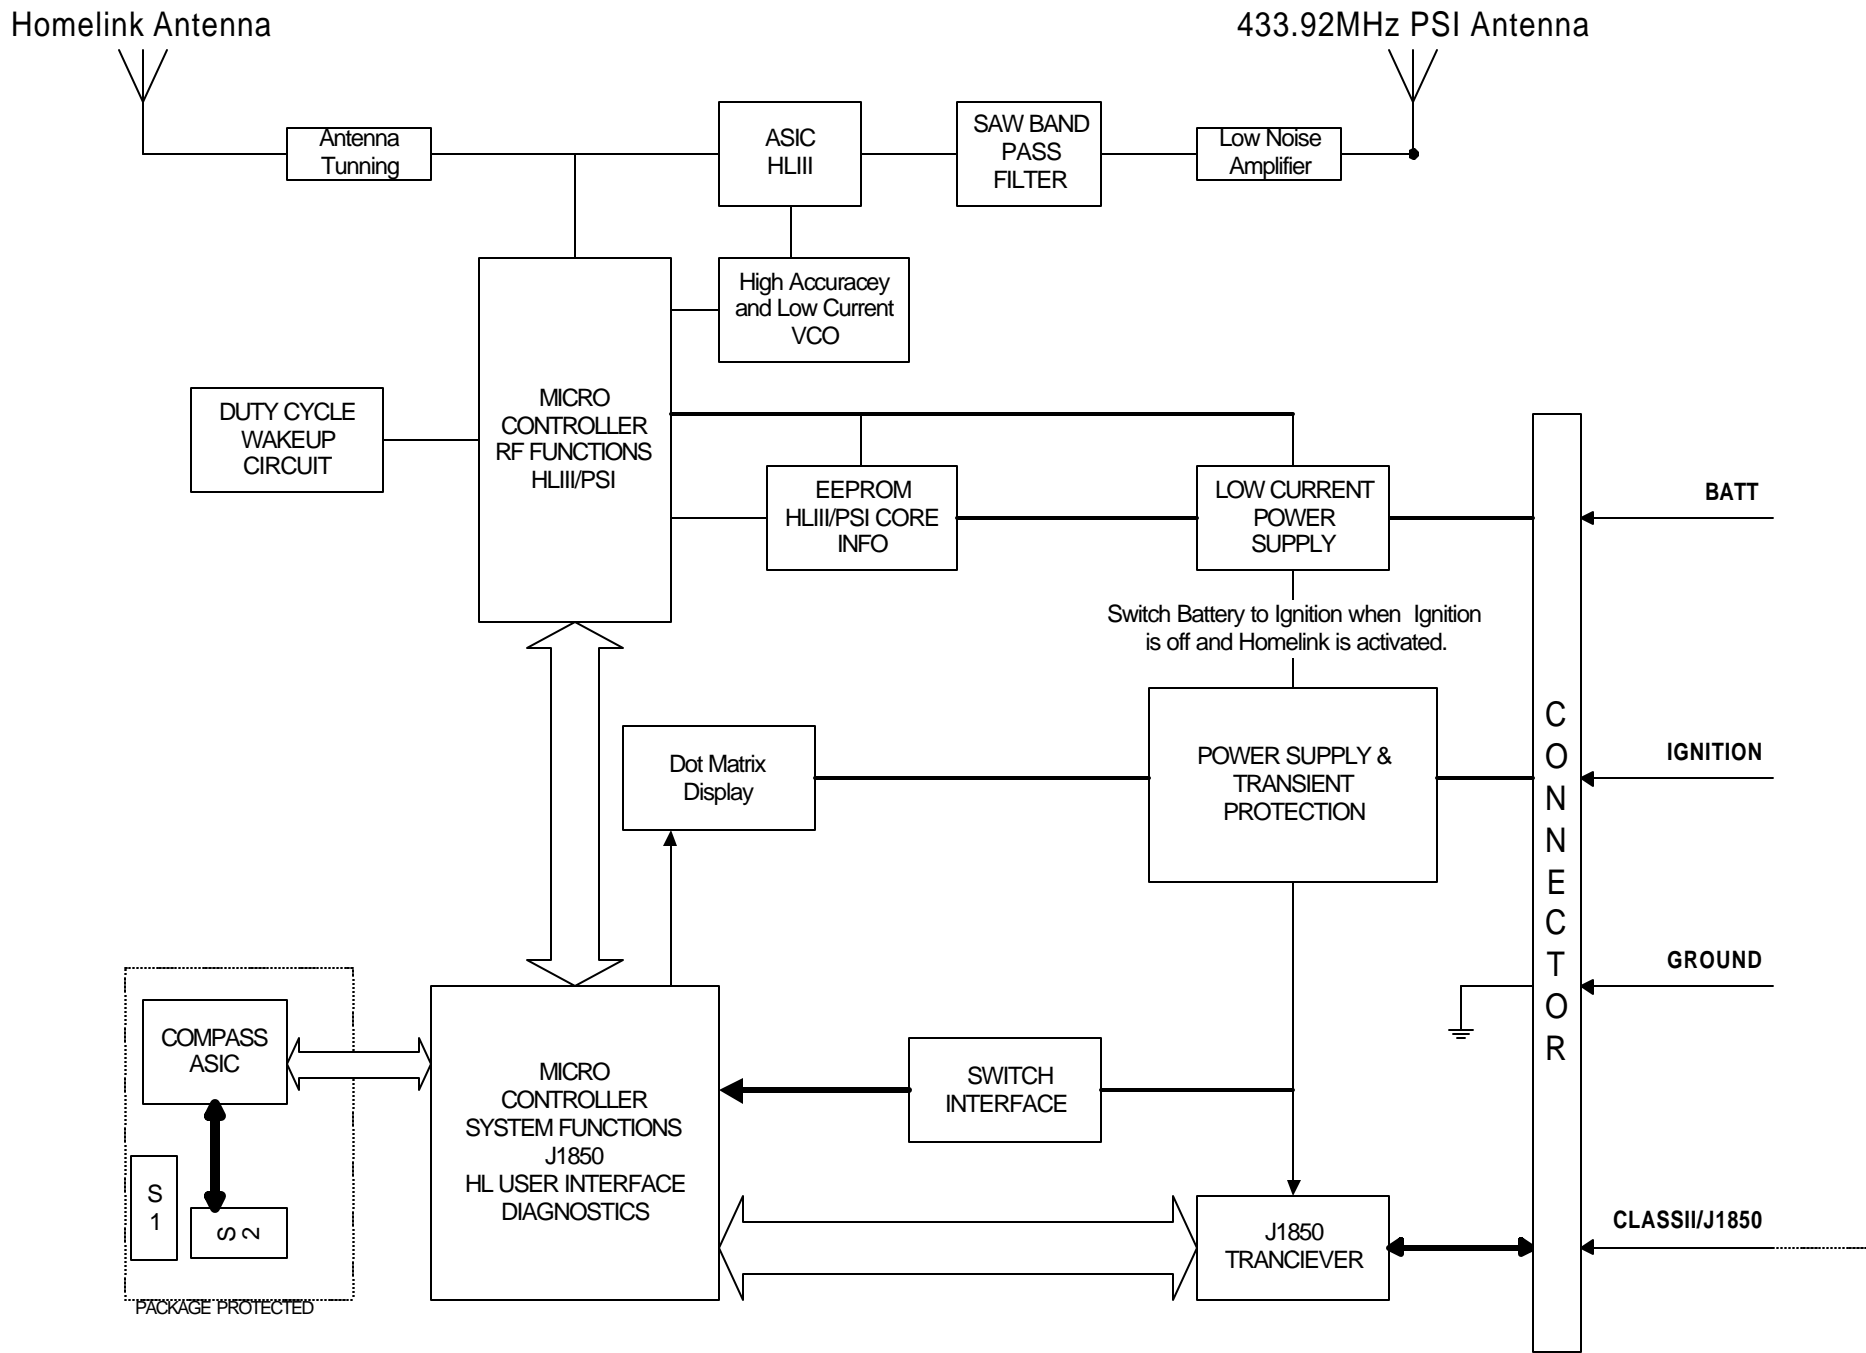 Homelink Antenna
433.92MHz PSI Antenna
Antenna
Tunning
ASIC
HLIII
SAW BAND
PASS
FILTER
Low Noise
Amplifier
High Accuracey
and Low Current
VCO
DUTY CYCLE
WAKEUP
CIRCUIT
MICRO
CONTROLLER
RF FUNCTIONS
HLIII/PSI
EEPROM
HLIII/PSI CORE
INFO
LOW CURRENT
POWER
SUPPLY
BATT
Switch Battery to Ignition when Ignition
is off and Homelink is activated.
Dot Matrix
Display
POWER SUPPLY &
TRANSIENT
PROTECTION
C
O
N
N
E
C
T
O
R
IGNITION
GROUND
COMPASS
ASIC
S
1
S 2
PACKAGE PROTECTED
MICRO
CONTROLLER
SYSTEM FUNCTIONS
J1850
HL USER INTERFACE
DIAGNOSTICS
SWITCH
INTERFACE
J1850
TRANCIEVER
CLASSII/J1850